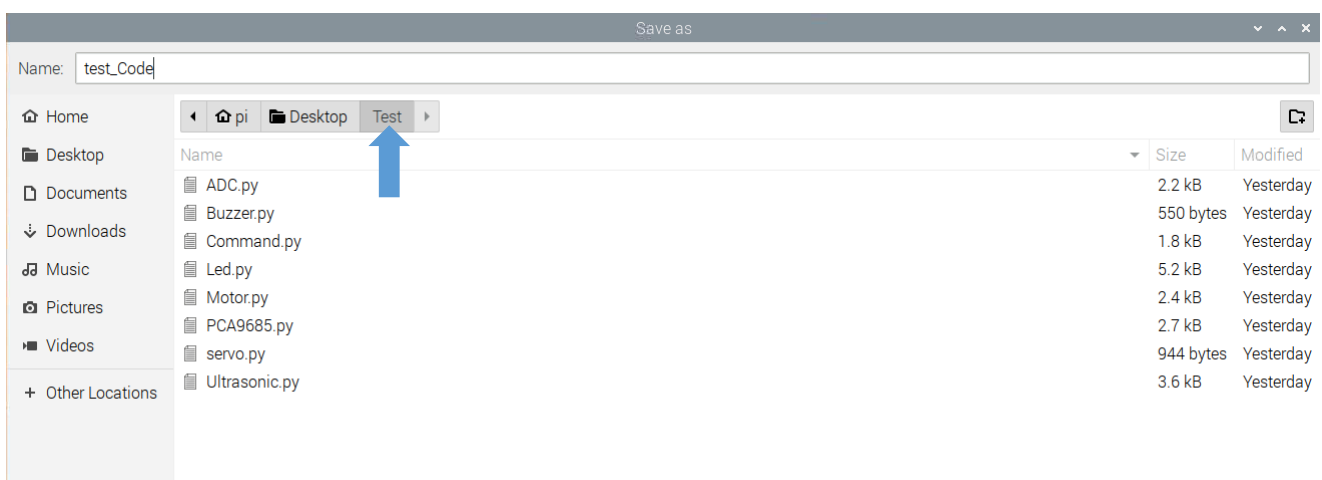 Save as
Name: test_Code
Home
Desktop
Documents
Downloads
Music
Pictures
Videos
Other Locations
pi Desktop Test
Name Size Modified
ADC.py 2.2 kB Yesterday
Buzzer.py 550 bytes Yesterday
Command.py 1.8 kB Yesterday
Led.py 5.2 kB Yesterday
Motor.py 2.4 kB Yesterday
PCA9685.py 2.7 kB Yesterday
servo.py 944 bytes Yesterday
Ultrasonic.py 3.6 kB Yesterday